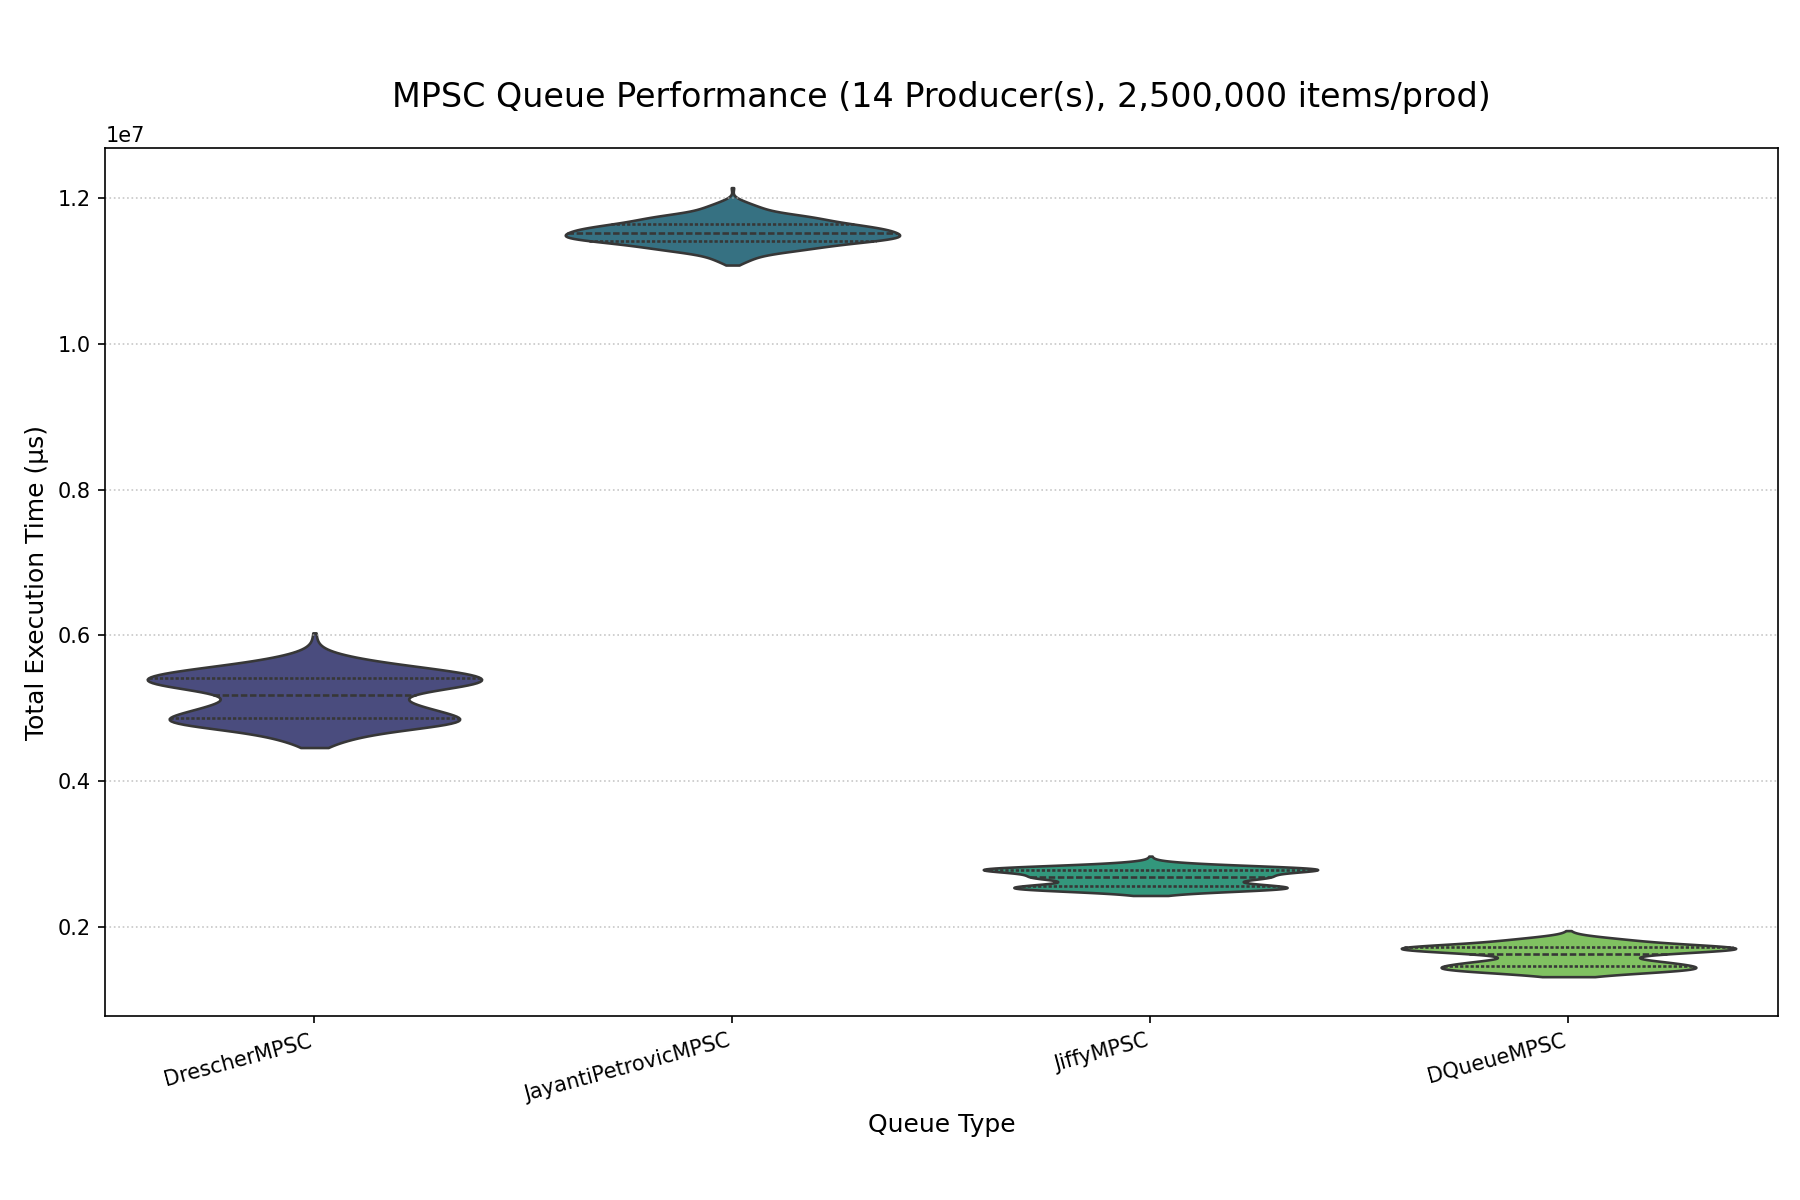 MPSC Queue Performance (14 Producer(s), 2,500,000 items/prod)
1e7
1.2
1.0
0.8
0.6
0.4
0.2
Total Execution Time (µs)
DrescherMPSC
JayantiPetrovicMPSC
JiffyMPSC
DQueueMPSC
Queue Type